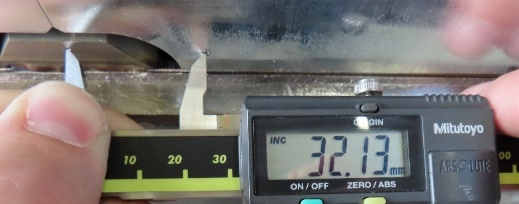 ORIGIN
Mitutoyo
INC
32.13 mm
ABSOLUTE
10 20 30
ON / OFF ZERO / ABS